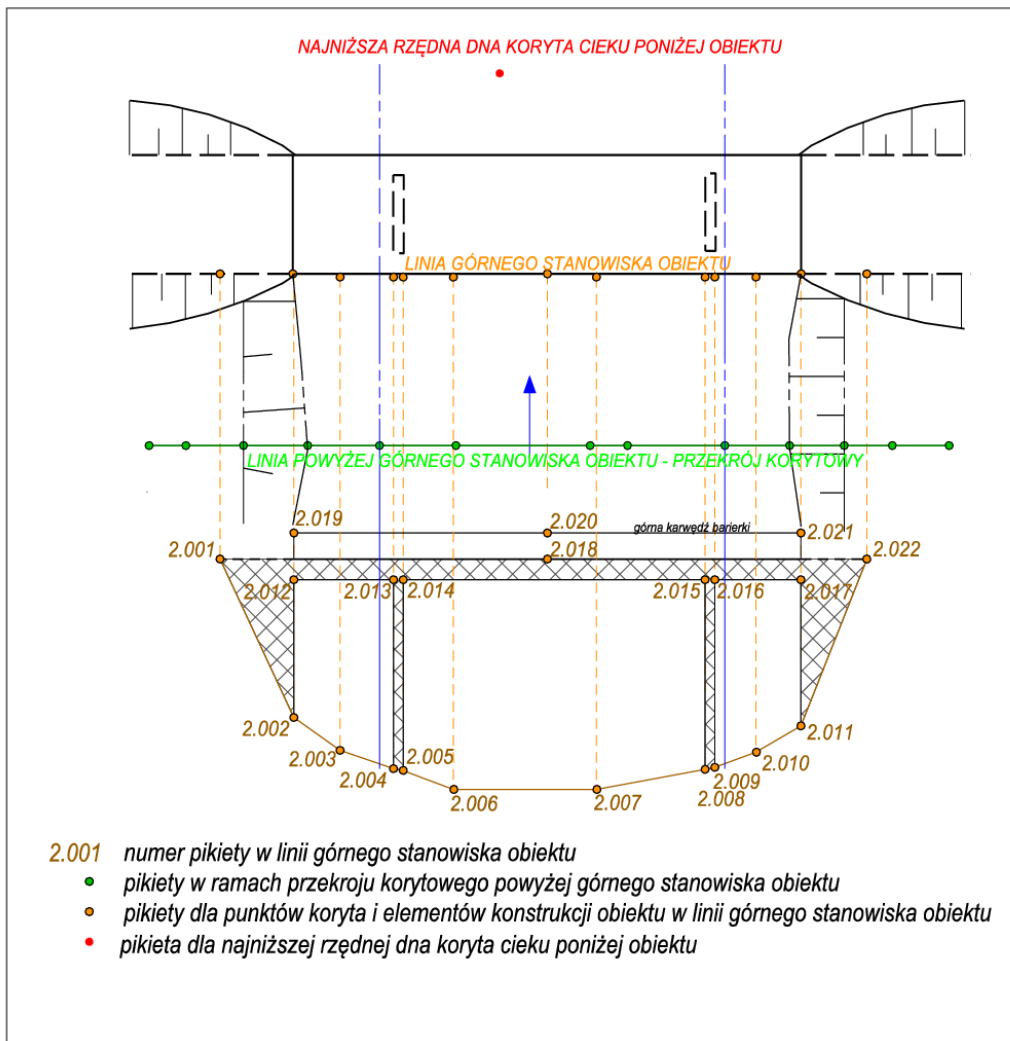 NAJNIŻSZA RZĘDNA DNA KORYTA CIEKU PONIŻEJ OBIEKTU
LINIA GÓRNEGO STANOWISKA OBIEKTU
LINIA POWYŻEJ GÓRNEGO STANOWISKA OBIEKTU - PRZEKRÓJ KORYTOWY
2.019
2.020
górna karwędź barierki
2.021
2.001
2.018
2.022
2.012
2.013
2.014
2.015
2.016
2.017
2.002
2.003
2.004
2.005
2.006
2.007
2.008
2.009
2.010
2.011
2.001 numer pikiety w linii górnego stanowiska obiektu
pikiety w ramach przekroju korytowego powyżej górnego stanowiska obiektu
pikiety dla punktów koryta i elementów konstrukcji obiektu w linii górnego stanowiska obiektu
pikieta dla najniższej rzędnej dna koryta cieku poniżej obiektu